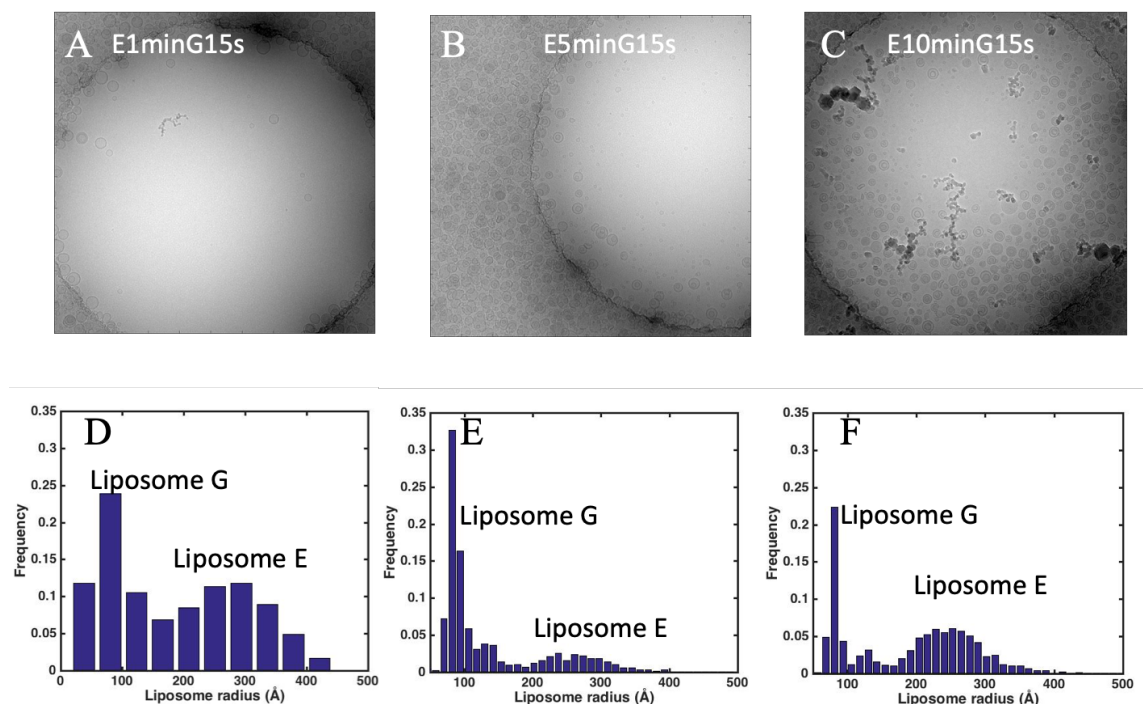 A E1minG15s
B E5minG15s
C E10minG15s
D
Liposome G
Liposome E
Frequency
0.35
0.3
0.25
0.2
0.15
0.1
0.05
0
0 100 200 300 400 500
Liposome radius (Å)
E
Liposome G
Liposome E
Frequency
0.35
0.3
0.25
0.2
0.15
0.1
0.05
0
100 200 300 400 500
Liposome radius (Å)
F
Liposome G
Liposome E
Frequency
0.35
0.3
0.25
0.2
0.15
0.1
0.05
0
100 200 300 400 500
Liposome radius (Å)